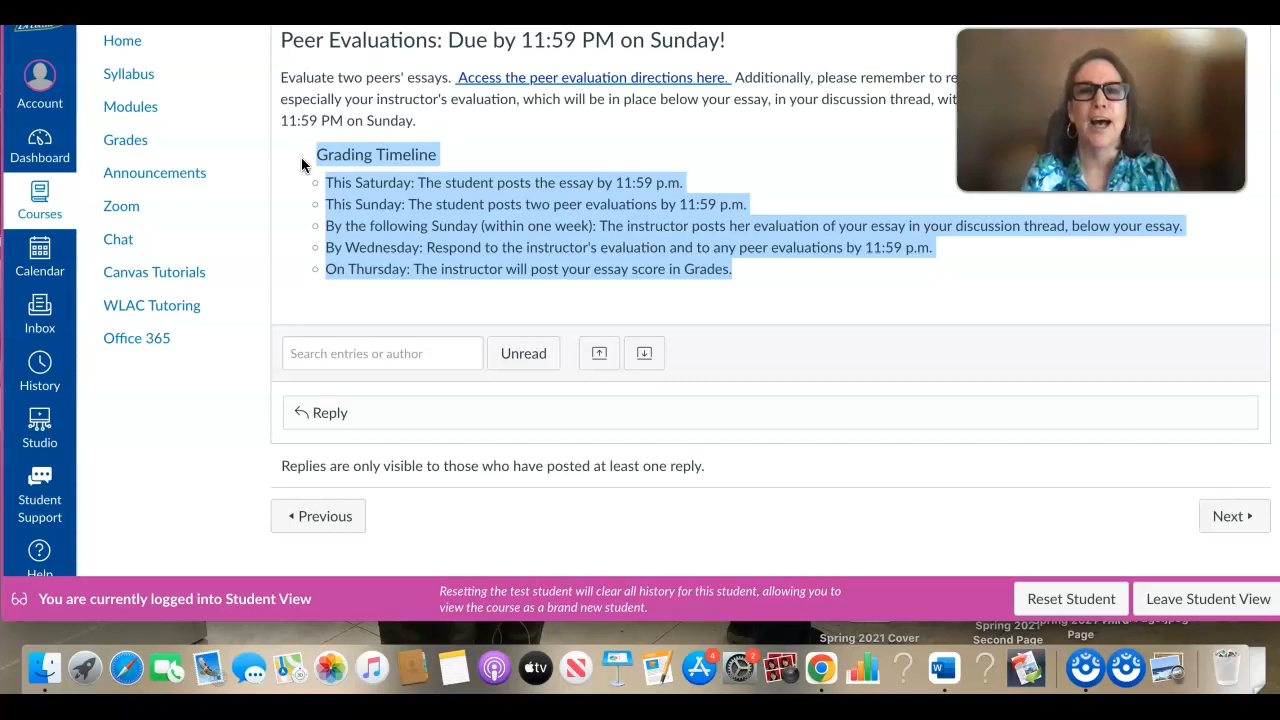 Account
Dashboard
Courses
Calendar
Inbox
History
Studio
Student
Support
Help
Home
Syllabus
Modules
Grades
Announcements
Zoom
Chat
Canvas Tutorials
WLAC Tutoring
Office 365
Peer Evaluations: Due by 11:59 PM on Sunday!
Evaluate two peers' essays. Access the peer evaluation directions here. Additionally, please remember to
especially your instructor's evaluation, which will be in place below your essay, in your discussion thread,
11:59 PM on Sunday.
Grading Timeline
This Saturday: The student posts the essay by 11:59 p.m.
This Sunday: The student posts two peer evaluations by 11:59 p.m.
By the following Sunday (within one week): The instructor posts her evaluation of your essay in your discussion thread, below your essay.
By Wednesday: Respond to the instructor's evaluation and to any peer evaluations by 11:59 p.m.
On Thursday: The instructor will post your essay score in Grades.
Search entries or author
Unread
Reply
Replies are only visible to those who have posted at least one reply.
Previous
Next
You are currently logged into Student View
Resetting the test student will clear all history for this student, allowing you to
view the course as a brand new student.
Reset Student
Leave Student View
Spring 2021 Cover
Spring 2021
Second Page
Page
4
2
tv
W